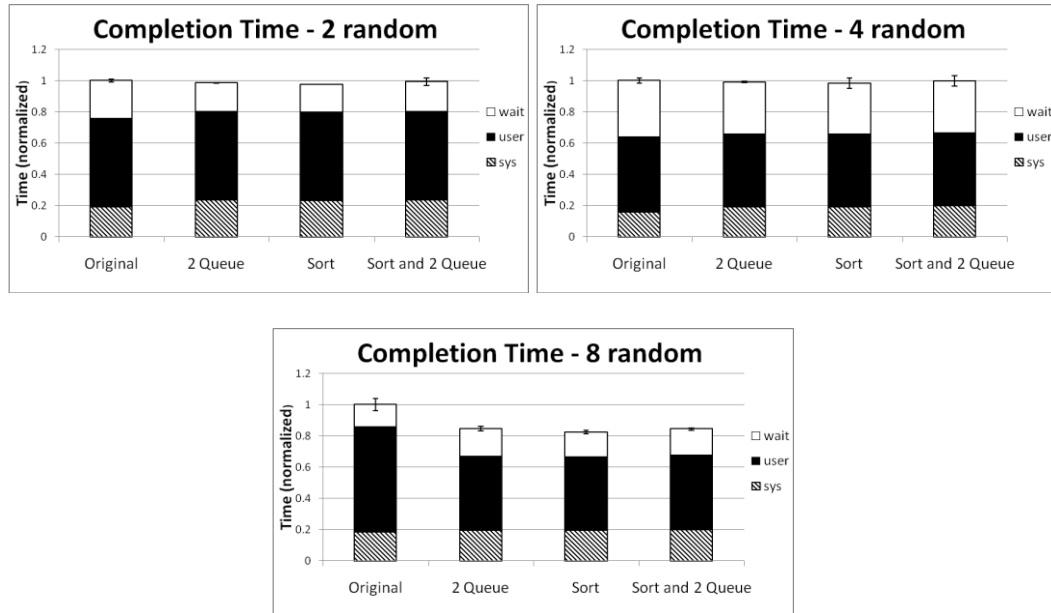 Completion Time - 2 random
Time (normalized)
1.2
1
0.8
0.6
0.4
0.2
0
Original 2 Queue Sort Sort and 2 Queue
wait
user
sys
Completion Time - 4 random
Time (normalized)
1.2
1
0.8
0.6
0.4
0.2
0
Original 2 Queue Sort Sort and 2 Queue
wait
user
sys
Completion Time - 8 random
Time (normalized)
1.2
1
0.8
0.6
0.4
0.2
0
Original 2 Queue Sort Sort and 2 Queue
wait
user
sys